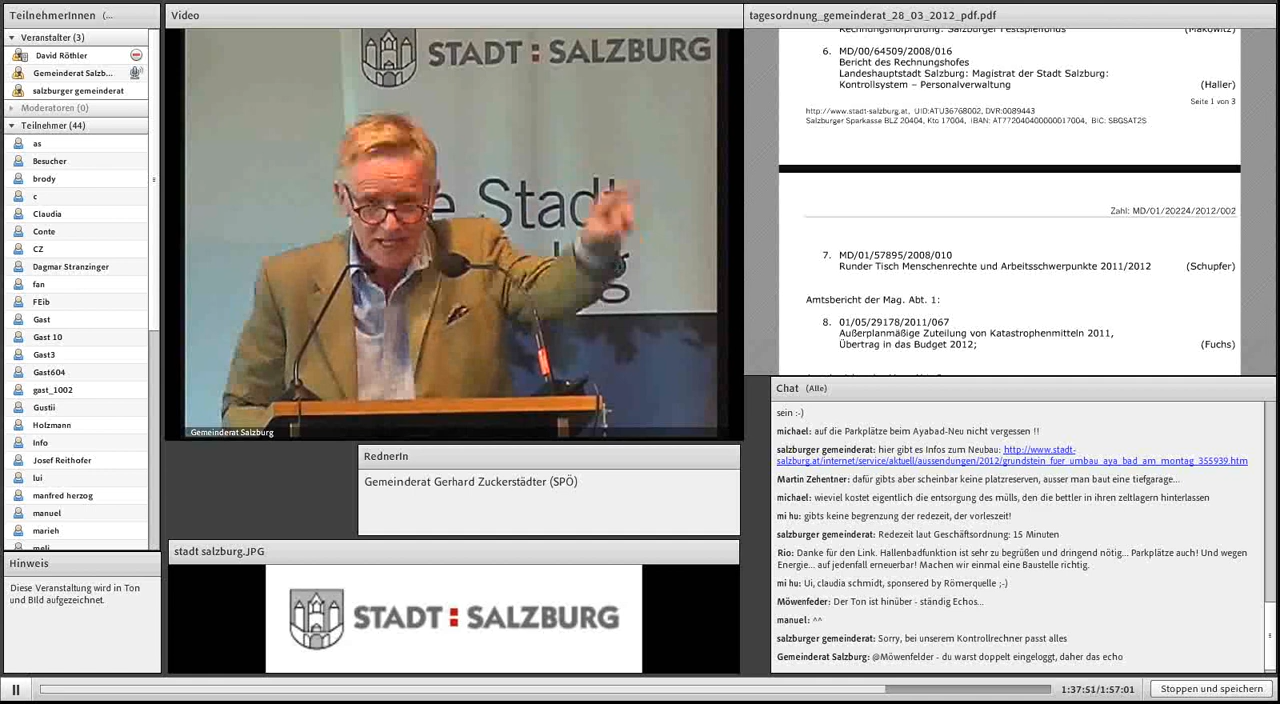 TeilnehmerInnen (...
Veranstalter (3)
David Röthler
Gemeinderat Salzb...
salzburger gemeinderat
Moderatoren (0)
Teilnehmer (44)
as
Besucher
brody
c
Claudia
Conte
CZ
Dagmar Stranzinger
fan
FEib
Gast
Gast 10
Gast3
Gast604
gast_1002
Gustii
Holzmann
Info
Josef Reithofer
lui
manfred herzog
manuel
marieh
meli
Hinweis
Diese Veranstaltung wird in Ton
und BIld aufgezeichnet.
Video
STADT : SALZBURG
e Stadt
Gemeinderat Salzburg
RednerIn
Gemeinderat Gerhard Zuckerstädter (SPÖ)
stadt salzburg.JPG
STADT : SALZBURG
tagesordnung_gemeinderat_28_03_2012_pdf.pdf
Rechnungshofprüfung: Salzburger Festspielfonds (Makowitz)
6. MD/00/64509/2008/016
Bericht des Rechnungshofes
Landeshauptstadt Salzburg: Magistrat der Stadt Salzburg:
Kontrollsystem – Personalverwaltung (Haller)
Seite 1 von 3
http://www.stadt-salzburg.at, UID:ATU36768002, DVR:0089443
Salzburger Sparkasse BLZ 20404, Kto 17004, IBAN: AT772040400000017004, BIC: SBGSAT2S
Zahl: MD/01/20224/2012/002
7. MD/01/57895/2008/010
Runder Tisch Menschenrechte und Arbeitsschwerpunkte 2011/2012 (Schupfer)
Amtsbericht der Mag. Abt. 1:
8. 01/05/29178/2011/067
Außerplanmäßige Zuteilung von Katastrophenmitteln 2011,
Übertrag in das Budget 2012; (Fuchs)
Chat (Alle)
sein :-)
michael: auf die Parkplätze beim Ayabad-Neu nicht vergessen !!
salzburger gemeinderat: hier gibt es Infos zum Neubau: http://www.stadt-
salzburg.at/internet/service/aktuell/aussendungen/2012/grundstein_fuer_umbau_aya_bad_am_montag_355939.htm
Martin Zehentner: dafür gibts aber scheinbar keine platzreserven, ausser man baut eine tiefgarage...
michael: wieviel kostet eigentlich die entsorgung des mülls, den die bettler in ihren zeltlagern hinterlassen
mi hu: gibts keine begrenzung der redezeit, der vorleszeit!
salzburger gemeinderat: Redezeit laut Geschäftsordnung: 15 Minuten
Rio: Danke für den Link. Hallenbadfunktion ist sehr zu begrüßen und dringend nötig... Parkplätze auch! Und wegen
Energie... auf jedenfall erneuerbar! Machen wir einmal eine Baustelle richtig.
mi hu: Ui, claudia schmidt, sponsered by Römerquelle ;-)
Möwenfeder: Der Ton ist hinüber - ständig Echos...
manuel: ^^
salzburger gemeinderat: Sorry, bei unserem Kontrollrechner passt alles
Gemeinderat Salzburg: @Möwenfelder - du warst doppelt eingeloggt, daher das echo
1:37:51/1:57:01
Stoppen und speichern